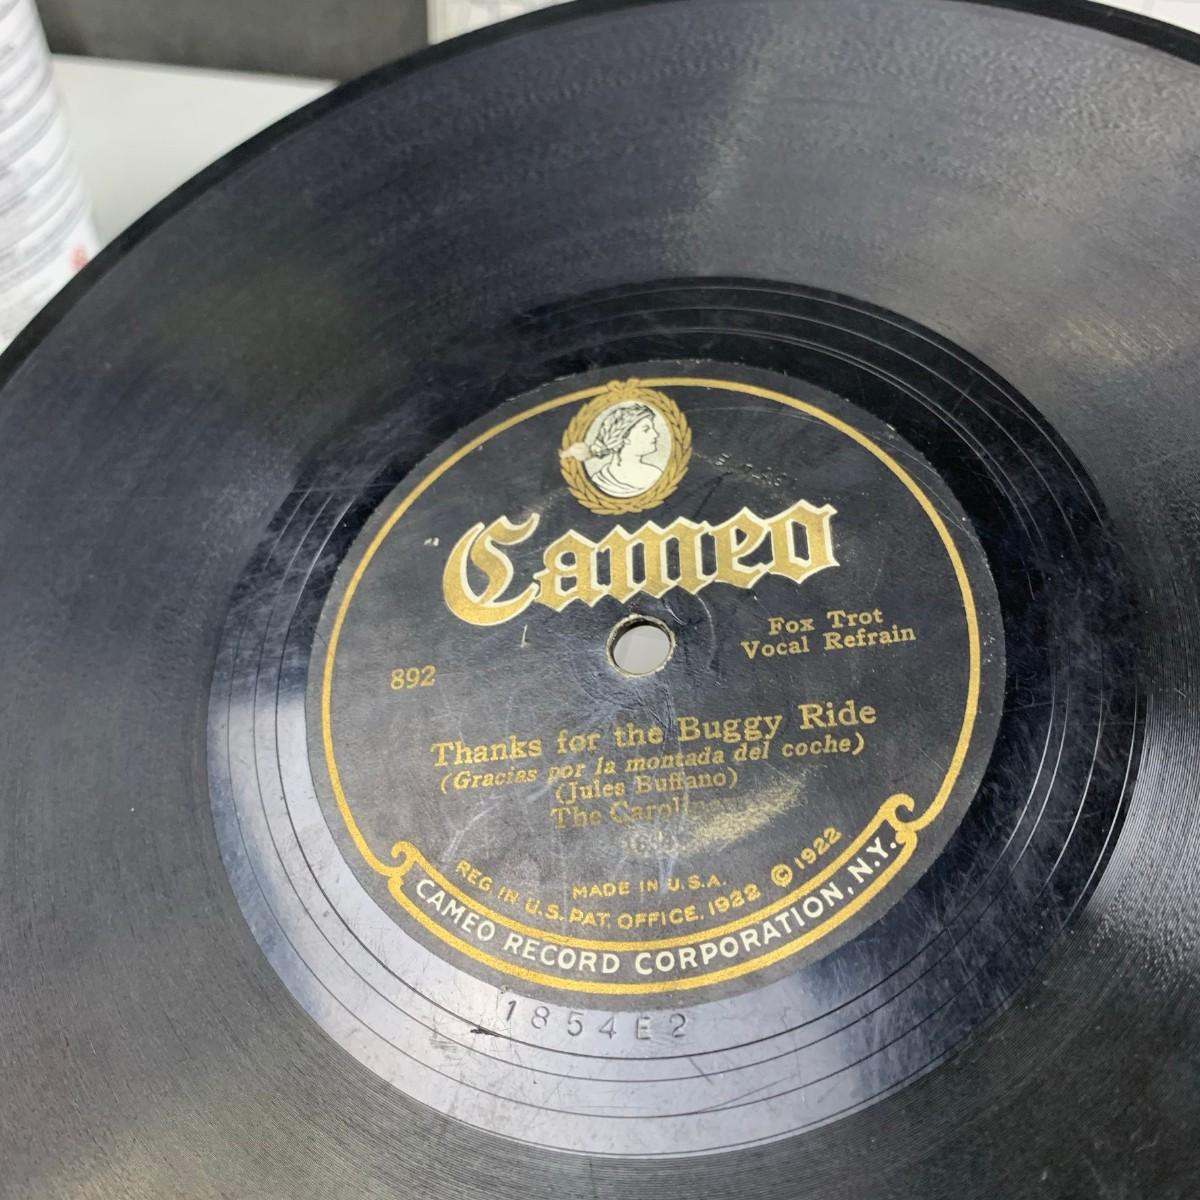 Cameo
Fox Trot
Vocal Refrain
892
Thanks for the Buggy Ride
(Gracias por la montada del coche)
(Jules Buffano)
The
MADE IN U.S.A.
REG. IN U.S. PAT. OFFICE. 1922 © 1922
CAMEO RECORD CORPORATION, N.Y.
1854E2